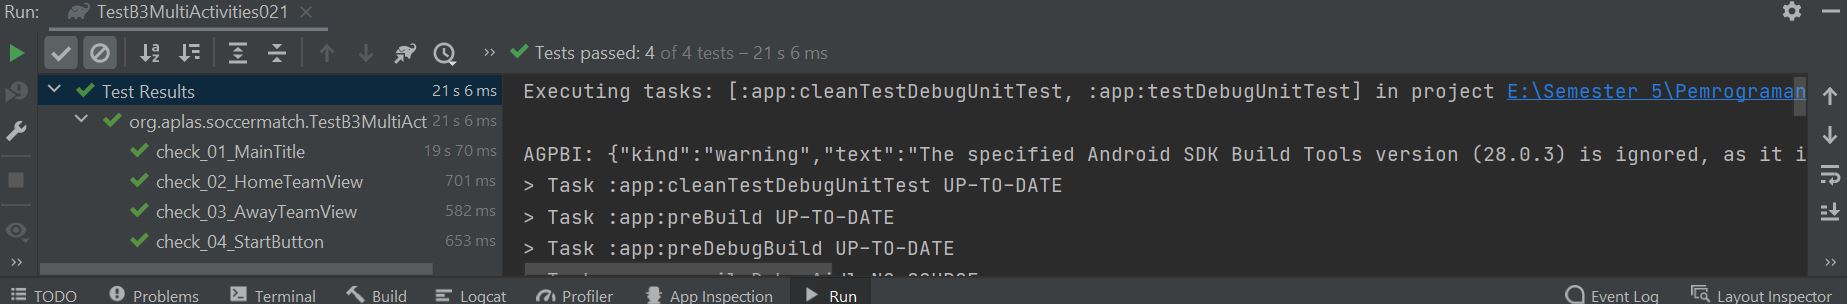 Run: TestB3MultiActivities021
Tests passed: 4 of 4 tests – 21 s 6 ms
Test Results 21 s 6 ms
org.aplas.soccermatch.TestB3MultiAct 21 s 6 ms
check_01_MainTitle 19 s 70 ms
check_02_HomeTeamView 701 ms
check_03_AwayTeamView 582 ms
check_04_StartButton 653 ms
Executing tasks: [:app:cleanTestDebugUnitTest, :app:testDebugUnitTest] in project E:\Semester 5\Pemrograman
AGPBI: {"kind":"warning","text":"The specified Android SDK Build Tools version (28.0.3) is ignored, as it i
> Task :app:cleanTestDebugUnitTest UP-TO-DATE
> Task :app:preBuild UP-TO-DATE
> Task :app:preDebugBuild UP-TO-DATE
TODO Problems Terminal Build Logcat Profiler App Inspection Run Event Log Layout Inspector